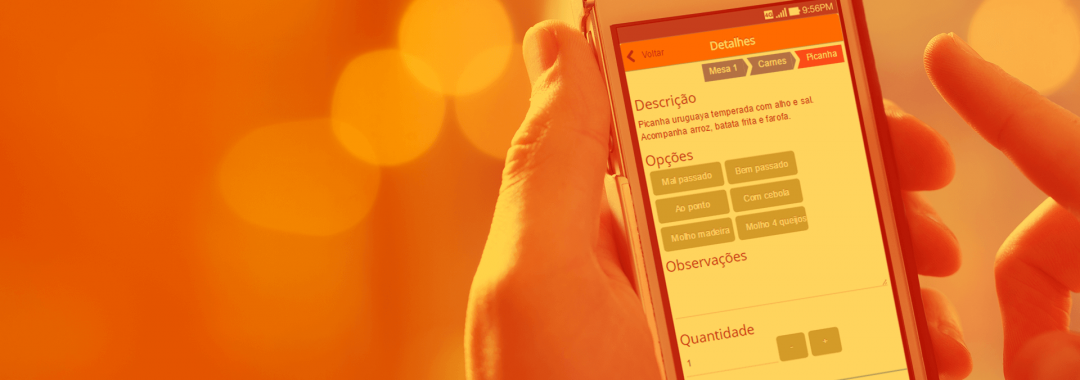 4G 9:56PM
Voltar Detalhes
Mesa 1 Carnes Picanha
Descrição
Picanha uruguaya temperada com alho e sal.
Acompanha arroz, batata frita e farofa.
Opções
Mal passado Bem passado
Ao ponto Com cebola
Molho madeira Molho 4 queijos
Observações
Quantidade
1 - +